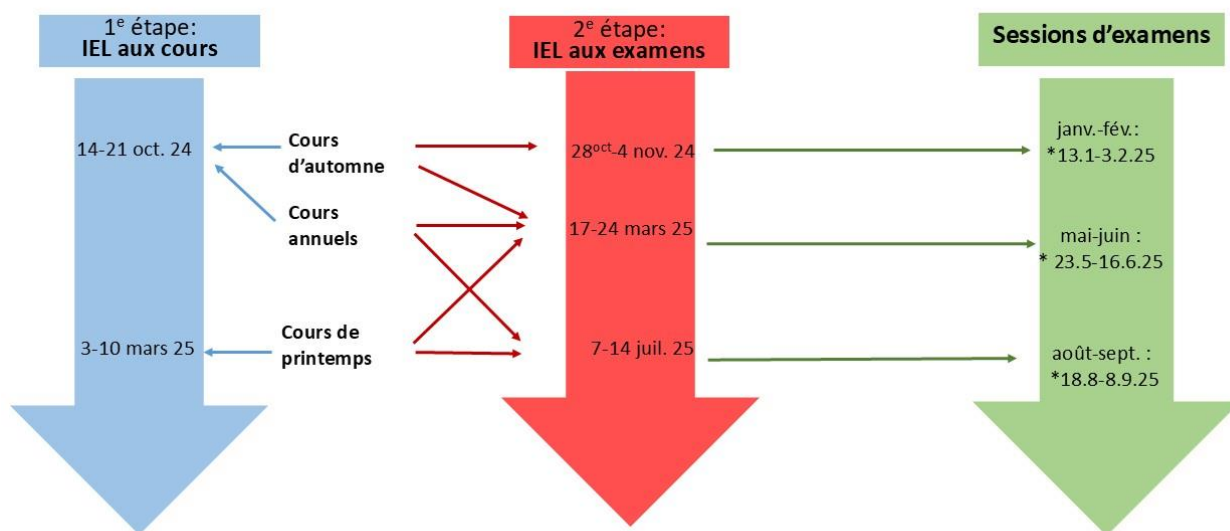 1e étape:
IEL aux cours
2e étape:
IEL aux examens
Sessions d’examens
14-21 oct. 24
Cours
d’automne
28oct-4 nov. 24
janv.-fév.:
*13.1-3.2.25
Cours
annuels
17-24 mars 25
mai-juin :
* 23.5-16.6.25
3-10 mars 25
Cours de
printemps
7-14 juil. 25
août-sept. :
*18.8-8.9.25